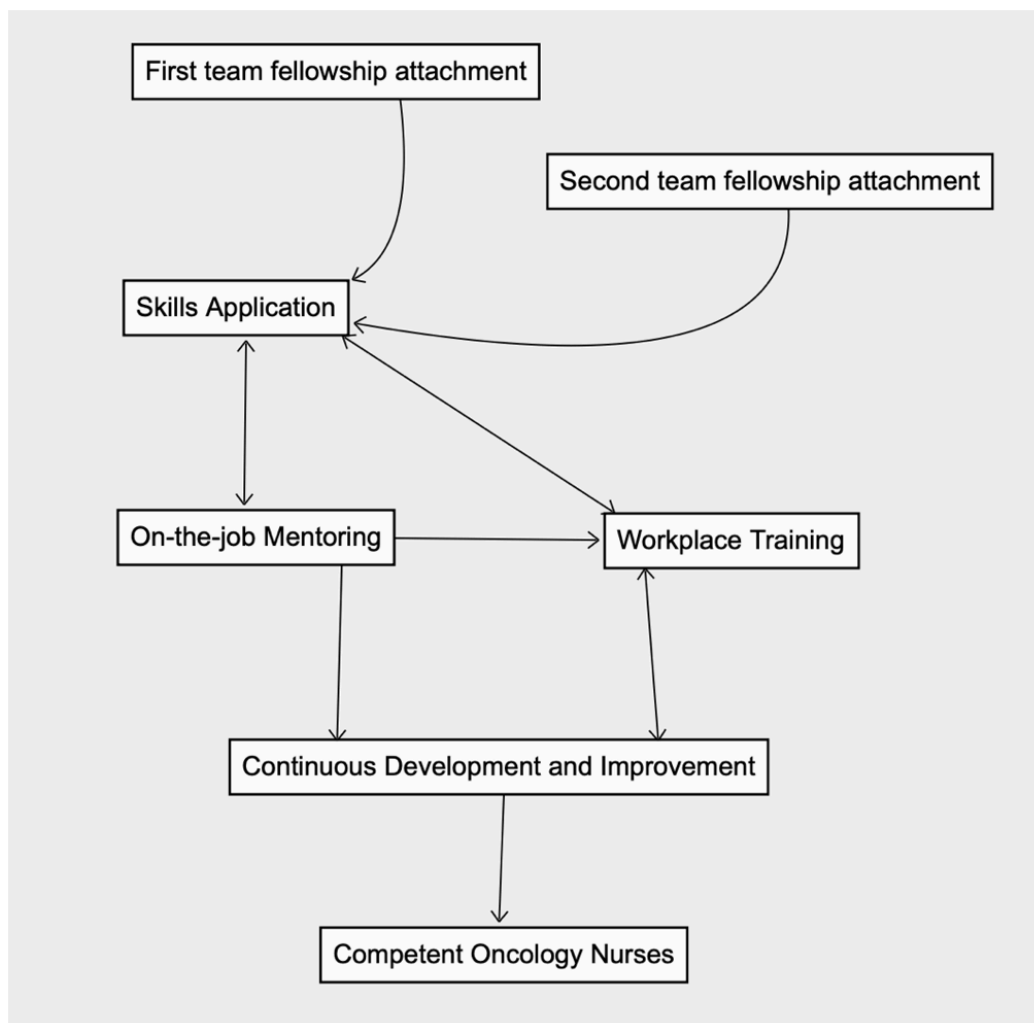 First team fellowship attachment
Second team fellowship attachment
Skills Application
On-the-job Mentoring
Workplace Training
Continuous Development and Improvement
Competent Oncology Nurses